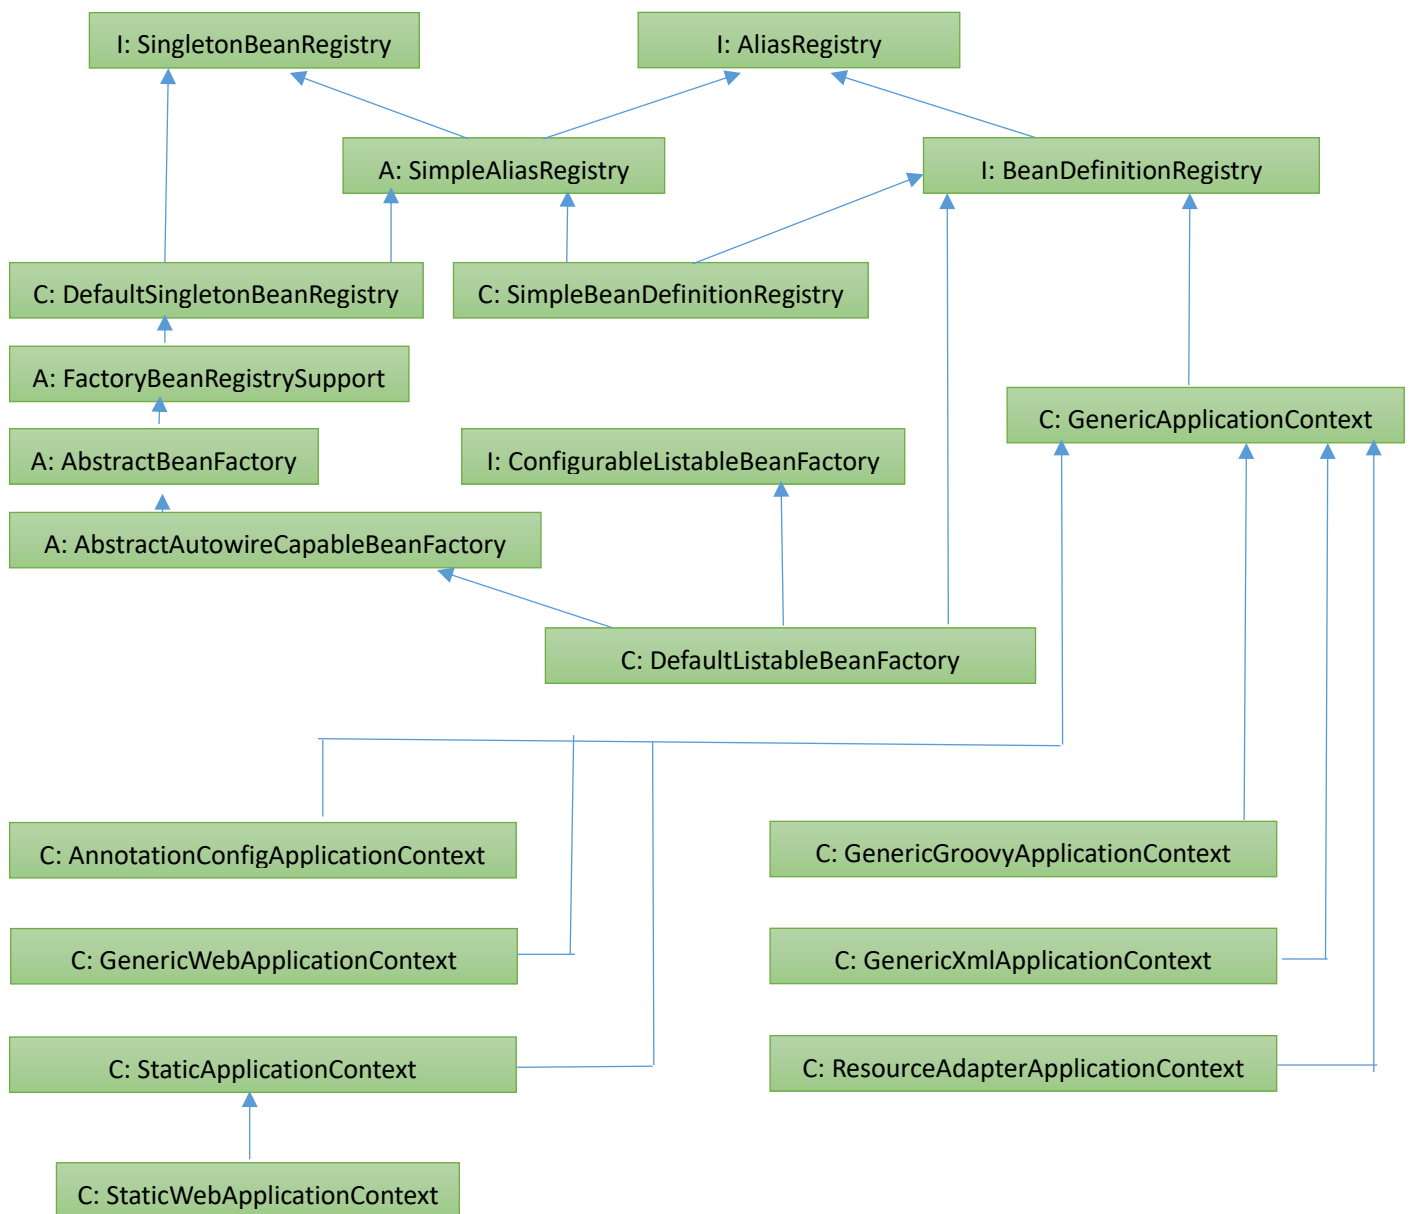 I: SingletonBeanRegistry
I: AliasRegistry
A: SimpleAliasRegistry
I: BeanDefinitionRegistry
C: DefaultSingletonBeanRegistry
C: SimpleBeanDefinitionRegistry
A: FactoryBeanRegistrySupport
C: GenericApplicationContext
A: AbstractBeanFactory
I: ConfigurableListableBeanFactory
A: AbstractAutowireCapableBeanFactory
C: DefaultListableBeanFactory
C: AnnotationConfigApplicationContext
C: GenericGroovyApplicationContext
C: GenericWebApplicationContext
C: GenericXmlApplicationContext
C: StaticApplicationContext
C: ResourceAdapterApplicationContext
C: StaticWebApplicationContext